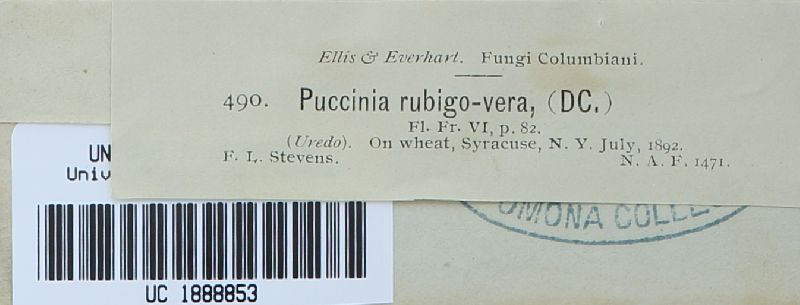 Ellis & Everhart. Fungi Columbiani.
490. Puccinia rubigo-vera, (DC.)
Fl. Fr. VI, p. 82.
(Uredo). On wheat, Syracuse, N. Y. July, 1892.
F. L. Stevens. N. A. F. 1471.
UN
Univ
OMONA COLLE
UC 1888853